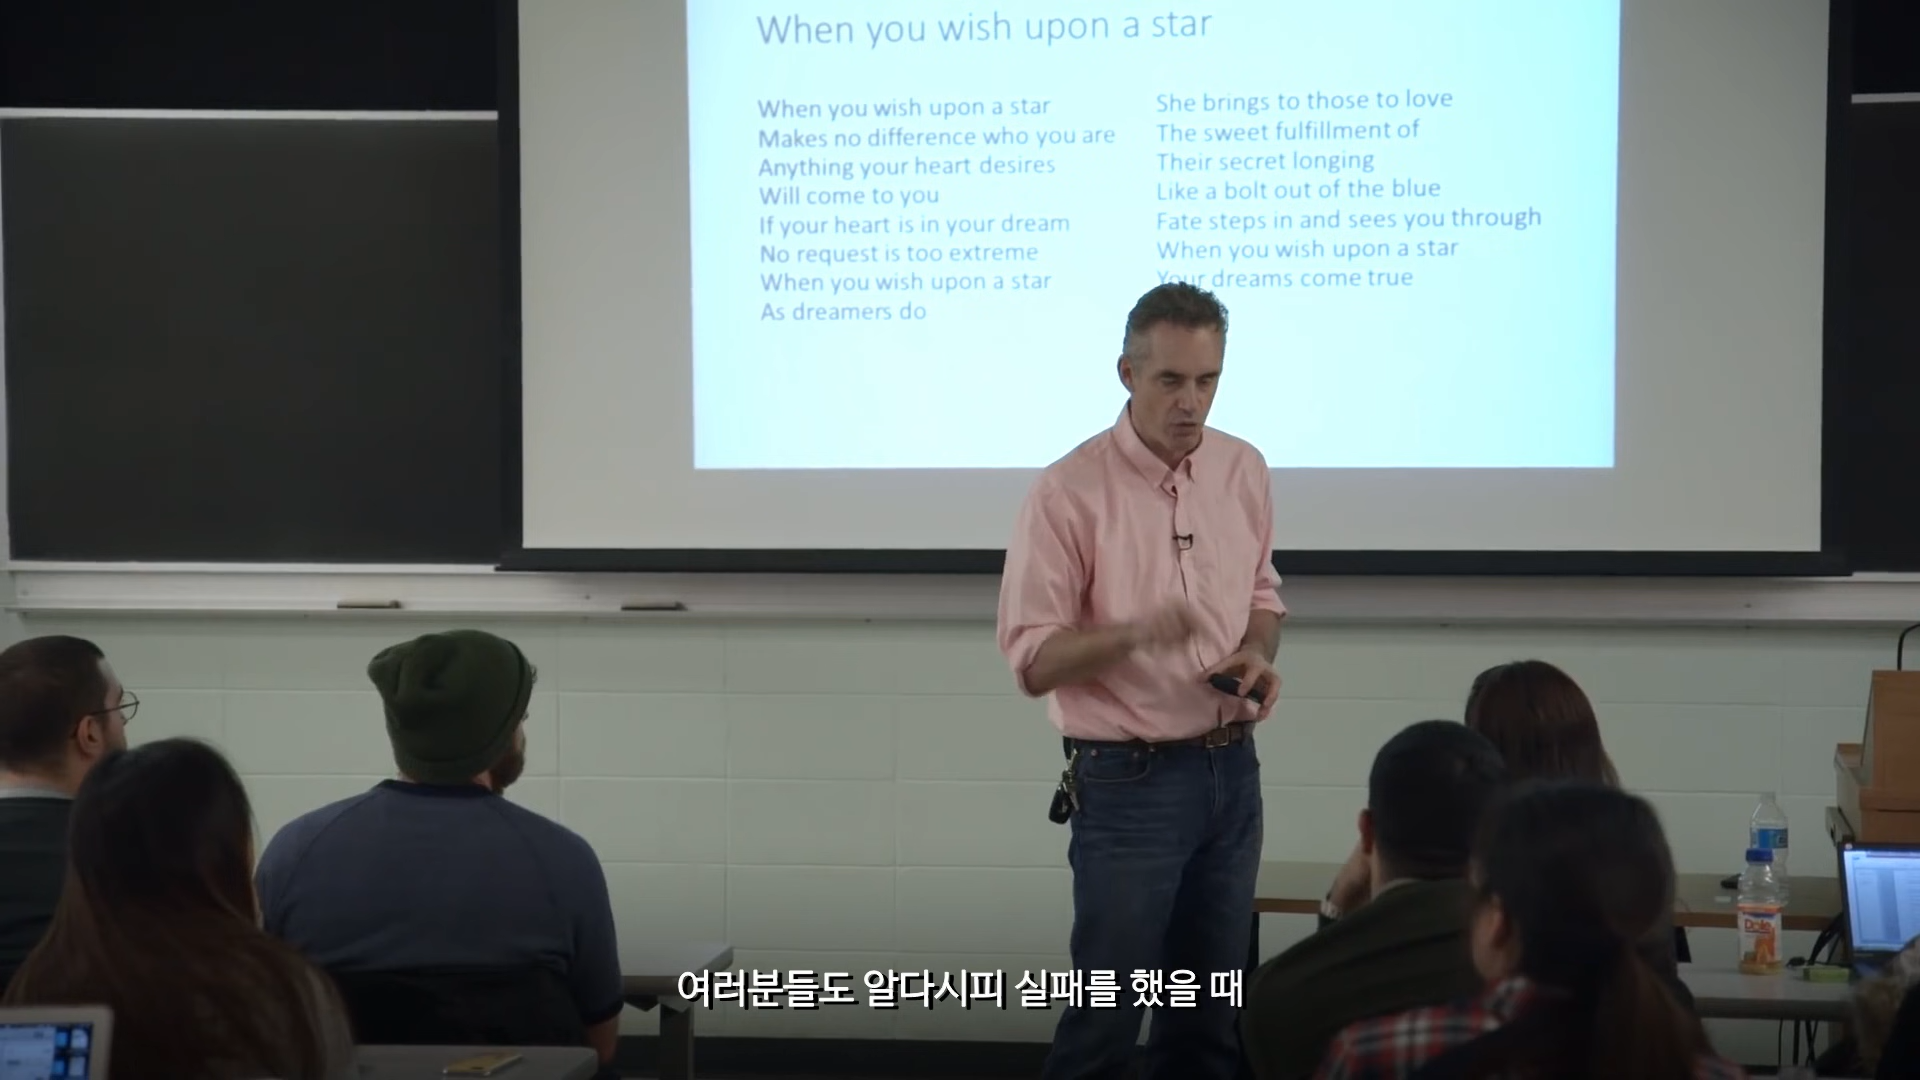 When you wish upon a star
When you wish upon a star
Makes no difference who you are
Anything your heart desires
Will come to you
If your heart is in your dream
No request is too extreme
When you wish upon a star
As dreamers do
She brings to those to love
The sweet fulfillment of
Their secret longing
Like a bolt out of the blue
Fate steps in and sees you through
When you wish upon a star
Your dreams come true
Dole
여러분들도 알다시피 실패를 했을 때